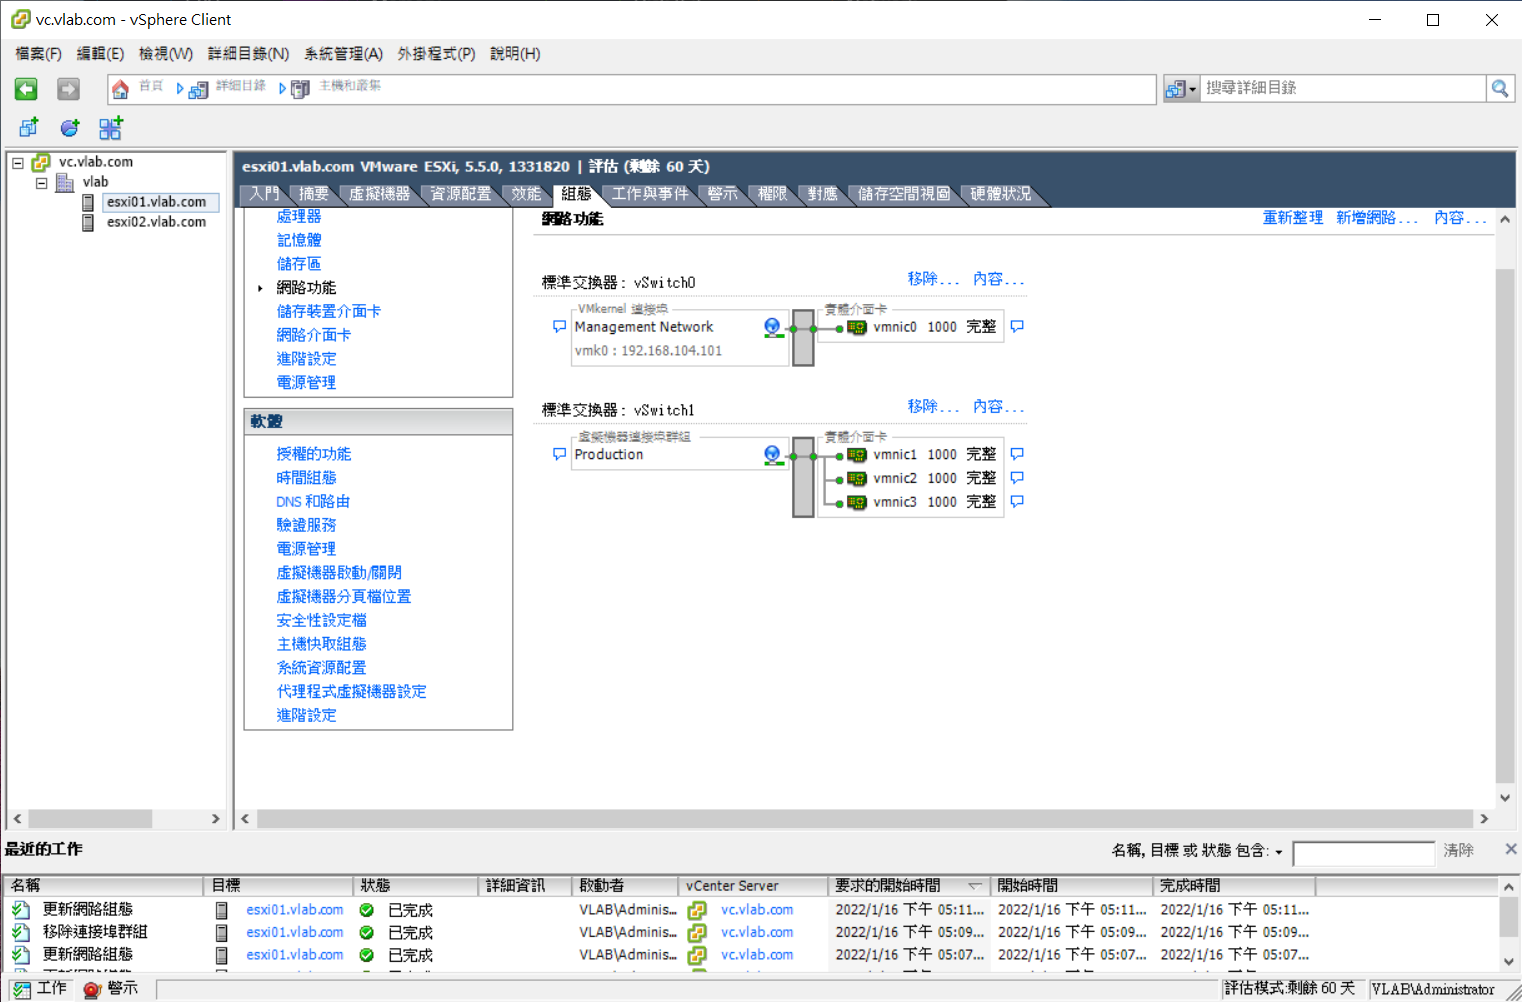 vc.vlab.com - vSphere Client
檔案(F) 編輯(E) 檢視(W) 詳細目錄(N) 系統管理(A) 外掛程式(P) 說明(H)
首頁 詳細目錄 主機和叢集 搜尋詳細目錄
vc.vlab.com
vlab
esxi01.vlab.com
esxi02.vlab.com
esxi01.vlab.com VMware ESXi, 5.5.0, 1331820 | 評估 (剩餘 60 天)
入門 摘要 虛擬機器 資源配置 效能 組態 工作與事件 警示 權限 對應 儲存空間視圖 硬體狀況
處理器
記憶體
儲存區
網路功能
儲存裝置介面卡
網路介面卡
進階設定
電源管理
軟體
授權的功能
時間組態
DNS 和路由
驗證服務
電源管理
虛擬機器啟動/關閉
虛擬機器分頁檔位置
安全性設定檔
主機快取組態
系統資源配置
代理程式虛擬機器設定
進階設定
網路功能 重新整理 新增網路... 內容...
標準交換器: vSwitch0 移除... 內容...
VMkernel 連接埠 實體介面卡
Management Network vmnic0 1000 完整
vmk0 : 192.168.104.101
標準交換器: vSwitch1 移除... 內容...
虛擬機器連接埠群組 實體介面卡
Production vmnic1 1000 完整
vmnic2 1000 完整
vmnic3 1000 完整
最近的工作 名稱, 目標 或 狀態 包含: 清除
名稱 目標 狀態 詳細資訊 啟動者 vCenter Server 要求的開始時間 開始時間 完成時間
更新網路組態 esxi01.vlab.com 已完成 VLAB\Adminis... vc.vlab.com 2022/1/16 下午 05:11... 2022/1/16 下午 05:11... 2022/1/16 下午 05:11...
移除連接埠群組 esxi01.vlab.com 已完成 VLAB\Adminis... vc.vlab.com 2022/1/16 下午 05:09... 2022/1/16 下午 05:09... 2022/1/16 下午 05:09...
更新網路組態 esxi01.vlab.com 已完成 VLAB\Adminis... vc.vlab.com 2022/1/16 下午 05:07... 2022/1/16 下午 05:07... 2022/1/16 下午 05:07...
工作 警示 評估模式:剩餘 60 天 VLAB\Administrator